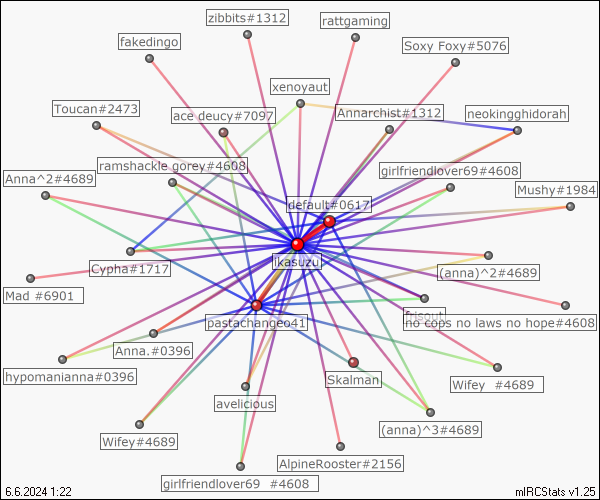 zibbits#1312
rattgaming
fakedingo
Soxy Foxy#5076
xenoyaut
Toucan#2473
ace deucy#7097
Annarchist#1312
neokingghidorah
ramshackle gorey#4608
girlfriendlover69#4608
Anna^2#4689
Mushy#1984
default#0617
ikasuzu
Cypha#1717
(anna)^2#4689
Mad #6901
frisout
pastachangeo41
no cops no laws no hope#4608
Anna.#0396
hypomanianna#0396
Skalman
Wifey #4689
avelicious
Wifey#4689
(anna)^3#4689
AlpineRooster#2156
girlfriendlover69 #4608
6.6.2024 1:22
mIRCStats v1.25